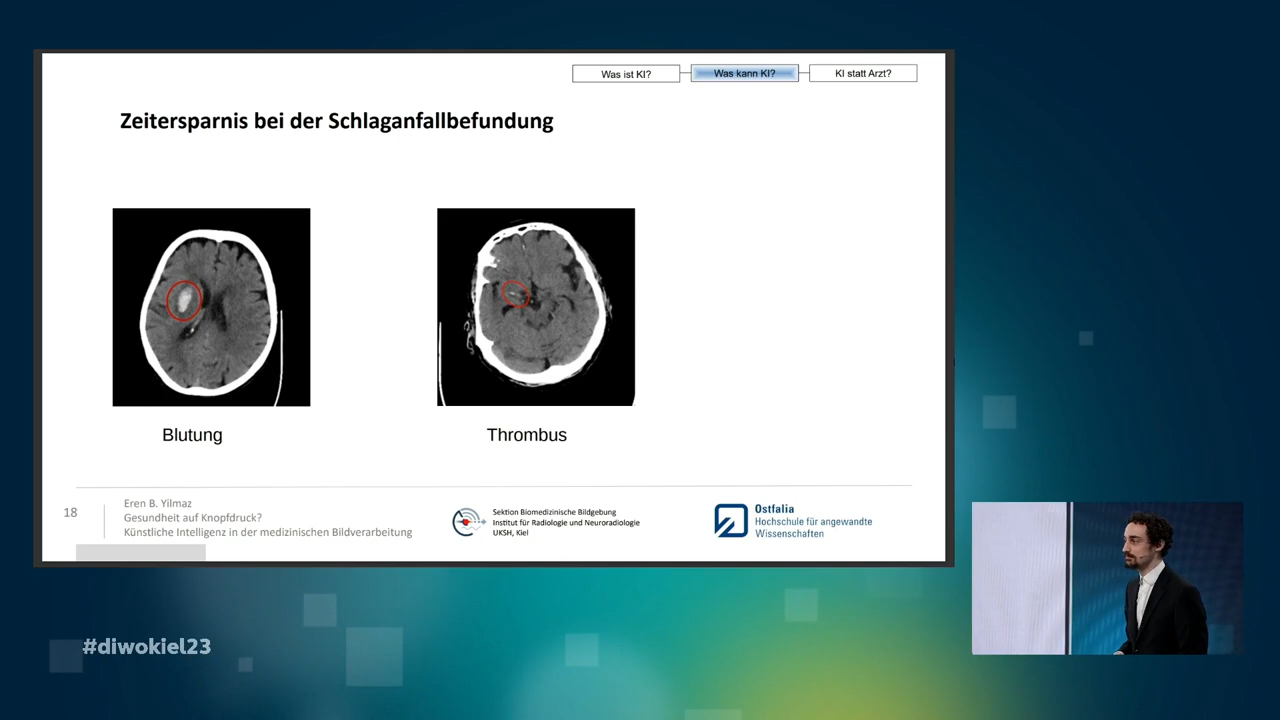 Was ist KI?
Was kann KI?
KI statt Arzt?
Zeitersparnis bei der Schlaganfallbefundung
Blutung
Thrombus
18
Eren B. Yilmaz
Gesundheit auf Knopfdruck?
Künstliche Intelligenz in der medizinischen Bildverarbeitung
Sektion Biomedizinische Bildgebung
Institut für Radiologie und Neuroradiologie
UKSH, Kiel
Ostfalia
Hochschule für angewandte
Wissenschaften
#diwokiel23